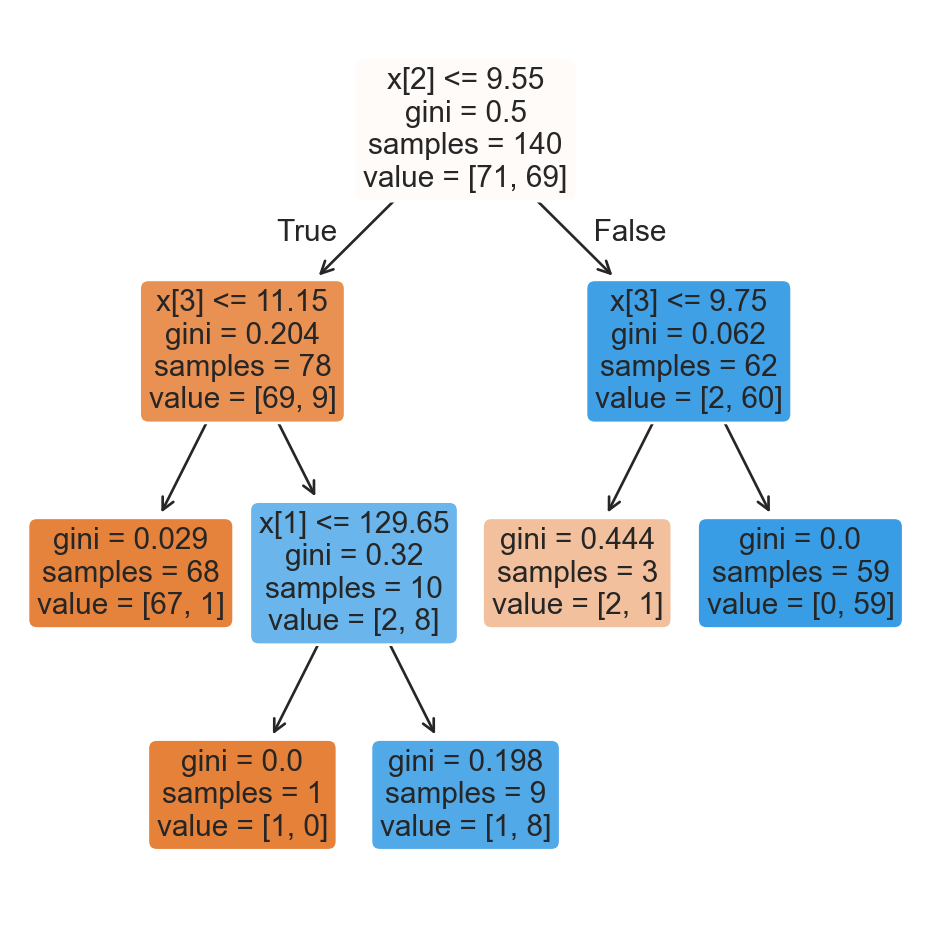 x[2] <= 9.55
gini = 0.5
samples = 140
value = [71, 69]
True
False
x[3] <= 11.15
gini = 0.204
samples = 78
value = [69, 9]
x[3] <= 9.75
gini = 0.062
samples = 62
value = [2, 60]
gini = 0.029
samples = 68
value = [67, 1]
x[1] <= 129.65
gini = 0.32
samples = 10
value = [2, 8]
gini = 0.444
samples = 3
value = [2, 1]
gini = 0.0
samples = 59
value = [0, 59]
gini = 0.0
samples = 1
value = [1, 0]
gini = 0.198
samples = 9
value = [1, 8]